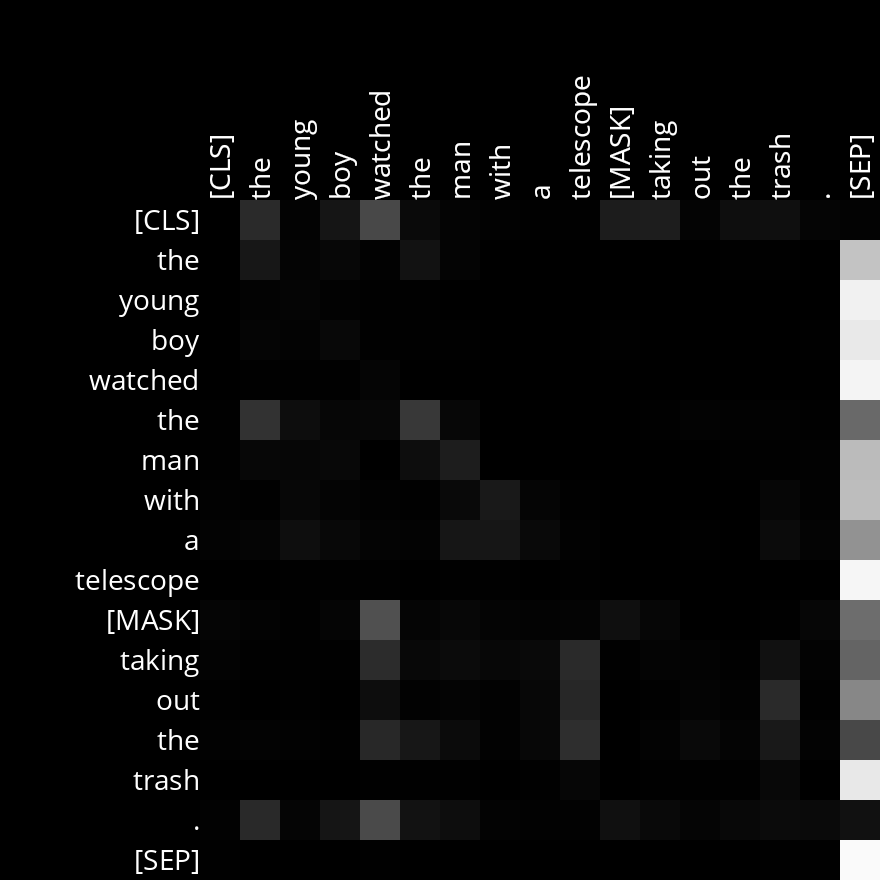 [CLS] the young boy watched the man with a telescope [MASK] taking out the trash . [SEP]
[CLS]
the
young
boy
watched
the
man
with
a
telescope
[MASK]
taking
out
the
trash
.
[SEP]